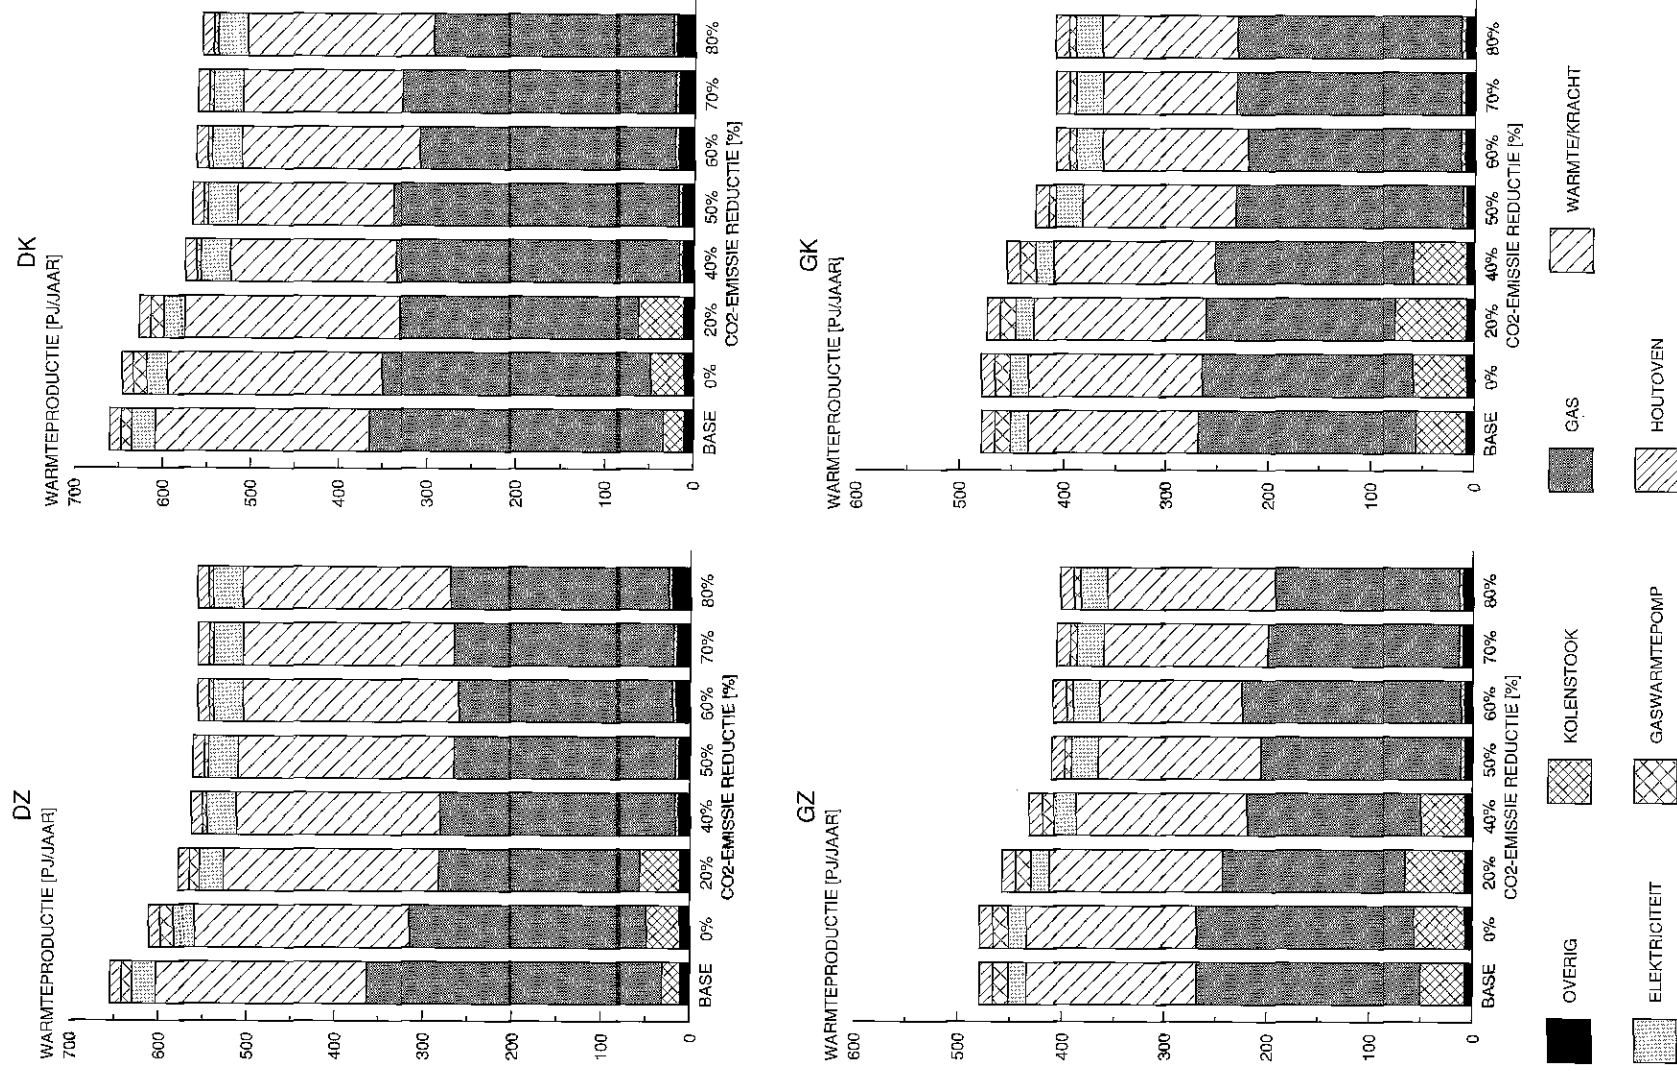 DZ
WARMTEPRODUCTIE [PJ/JAAR]
700
600
500
400
300
200
100
0
BASE 0% 20% 40% 50% 60% 70% 80%
CO2-EMISSIE REDUCTIE [%]
DK
WARMTEPRODUCTIE [PJ/JAAR]
700
600
500
400
300
200
100
0
BASE 0% 20% 40% 50% 60% 70% 80%
CO2-EMISSIE REDUCTIE [%]
GZ
WARMTEPRODUCTIE [PJ/JAAR]
600
500
400
300
200
100
0
BASE 0% 20% 40% 50% 60% 70% 80%
CO2-EMISSIE REDUCTIE [%]
GK
WARMTEPRODUCTIE [PJ/JAAR]
600
500
400
300
200
100
0
BASE 0% 20% 40% 50% 60% 70% 80%
CO2-EMISSIE REDUCTIE [%]
OVERIG KOLENSTOOK GAS WARMTE/KRACHT
ELEKTRICITEIT GASWARMTEPOMP HOUTOVEN